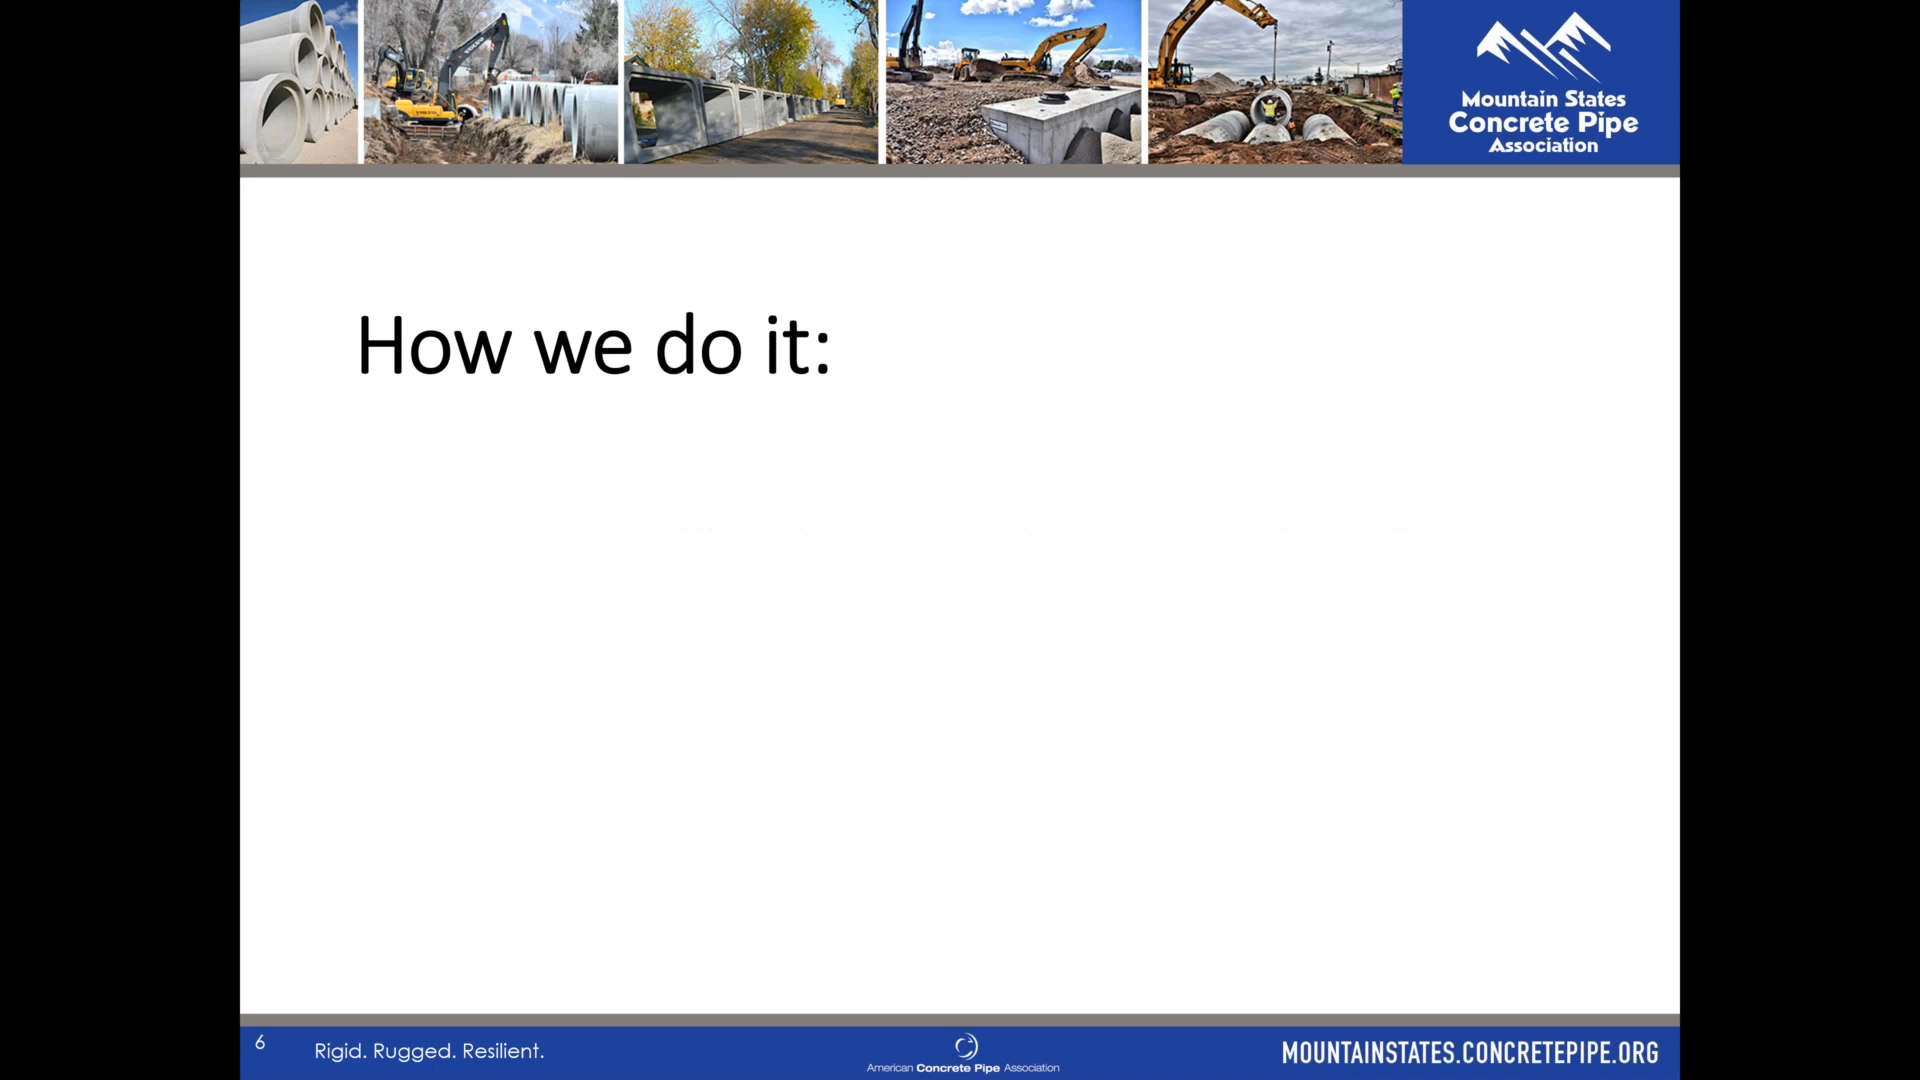 Mountain States
Concrete Pipe
Association
How we do it:
6
Rigid. Rugged. Resilient.
American Concrete Pipe Association
MOUNTAINSTATES.CONCRETEPIPE.ORG